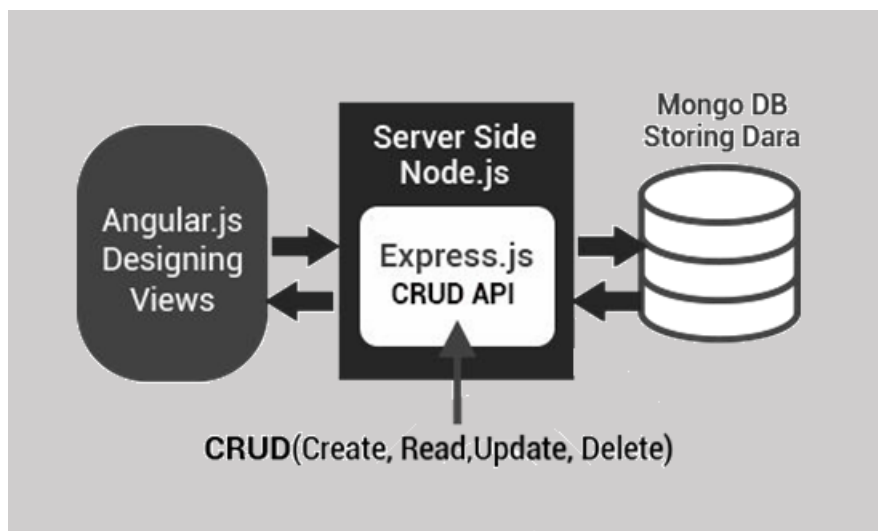 Mongo DB
Storing Dara
Server Side
Node.js
Angular.js
Designing
Views
Express.js
CRUD API
CRUD(Create, Read,Update, Delete)